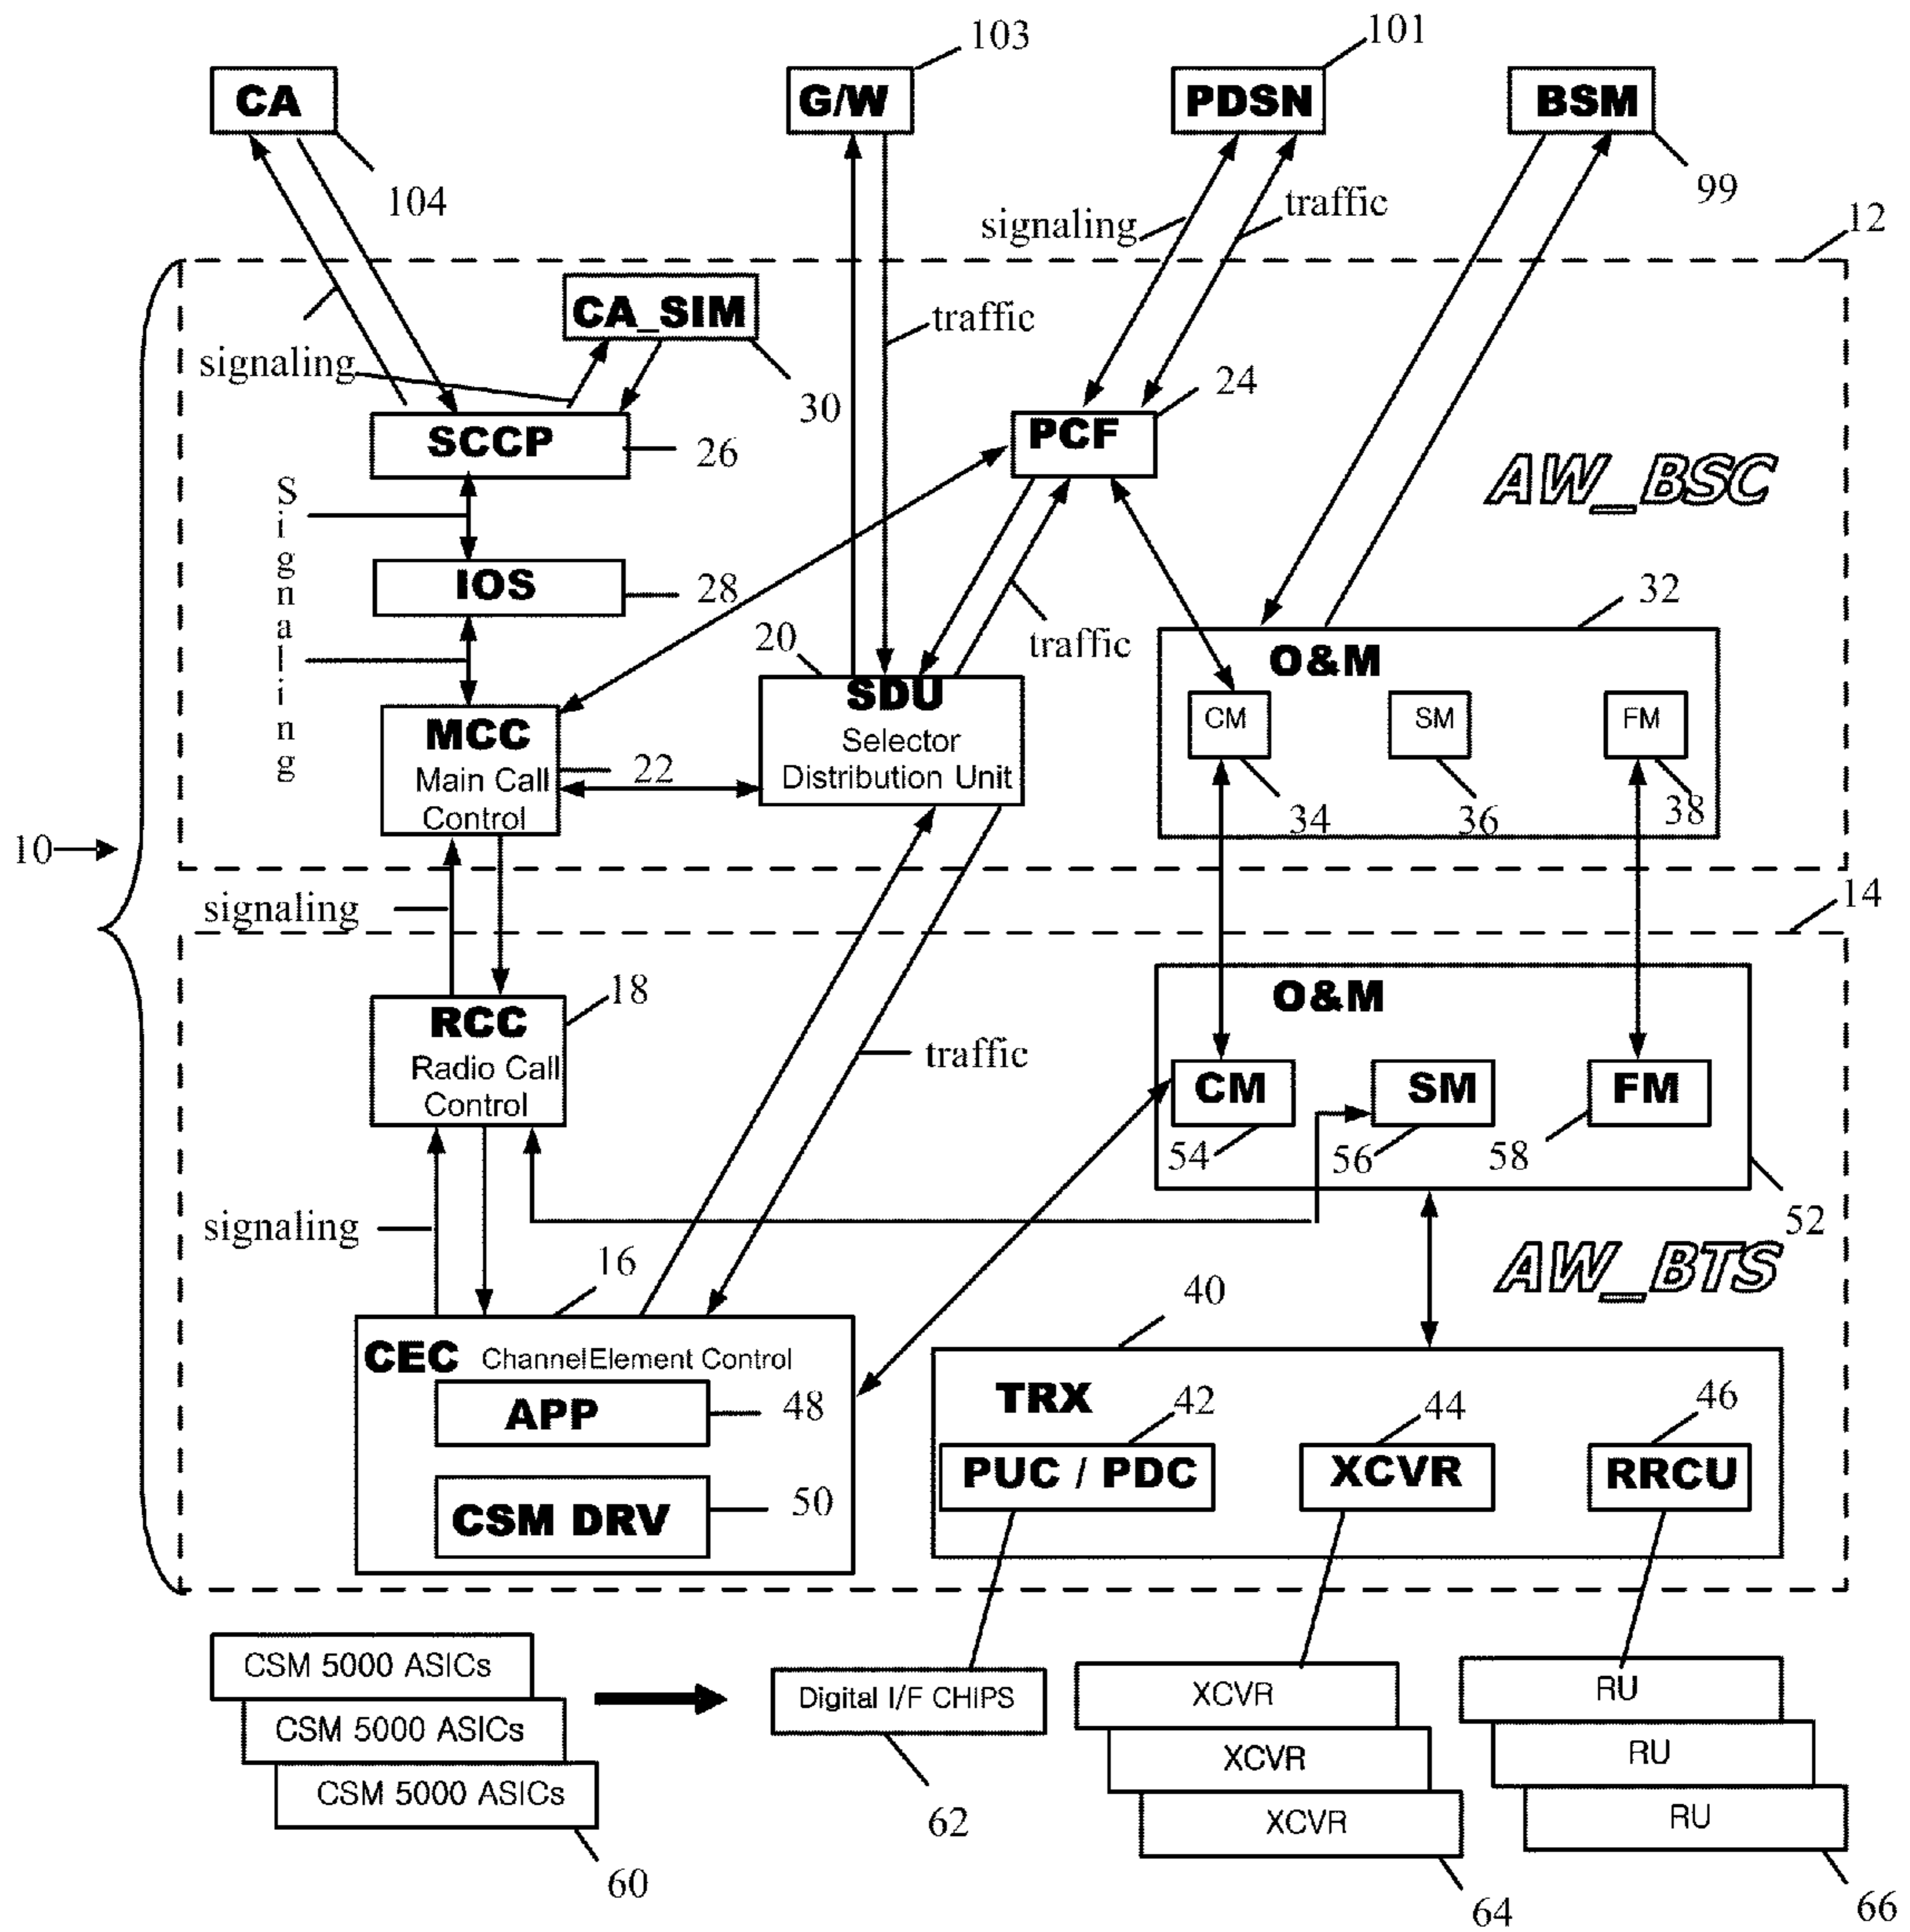 103
101
CA
G/W
PDSN
BSM
104
99
signaling
traffic
12
CA_SIM
traffic
signaling
30
24
SCCP
26
PCF
AW_BSC
Signaling
IOS
28
32
20
traffic
O&M
SDU
Selector
Distribution Unit
CM
SM
FM
MCC
Main Call
Control
22
34
36
38
10
signaling
14
18
O&M
RCC
Radio Call
Control
traffic
CM
SM
FM
54
56
58
signaling
52
16
AW_BTS
40
CEC
Channel Element Control
TRX
42
44
46
APP
48
PUC / PDC
XCVR
RRCU
CSM DRV
50
CSM 5000 ASICs
CSM 5000 ASICs
CSM 5000 ASICs
Digital I/F CHIPS
XCVR
XCVR
XCVR
RU
RU
RU
62
60
64
66